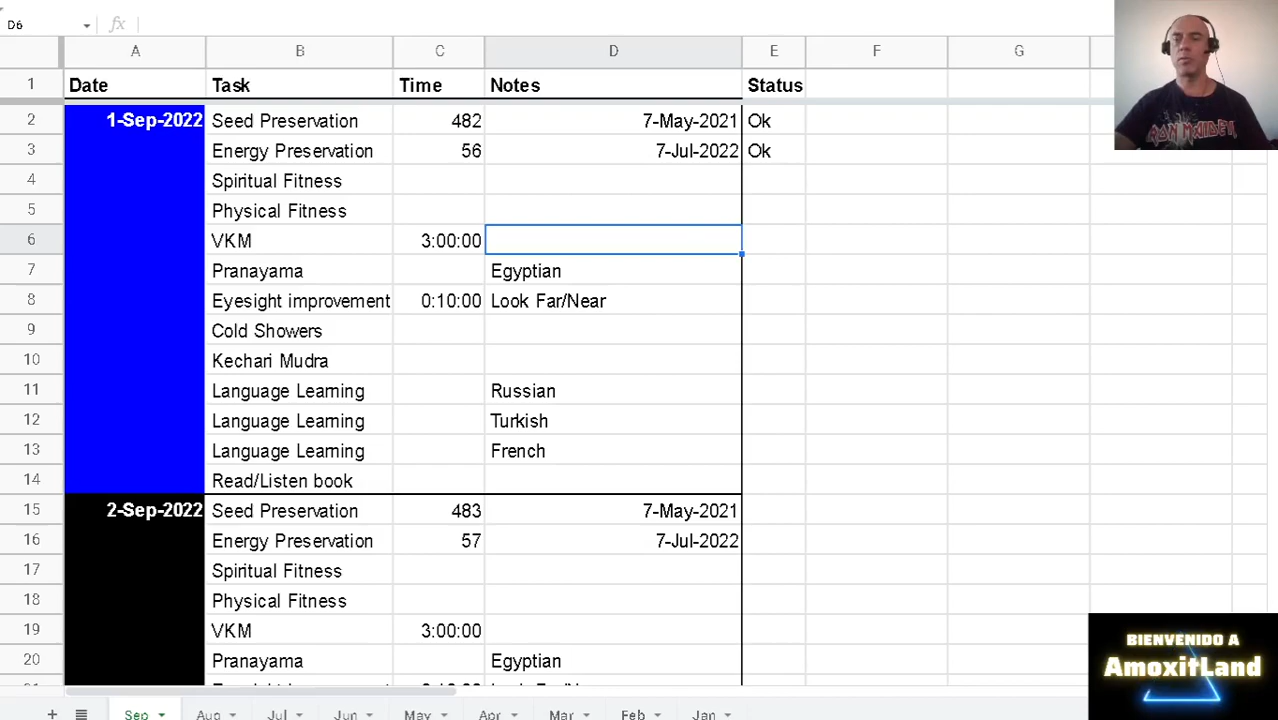 D6 fx
A B C D E F G
1 Date Task Time Notes Status
2 1-Sep-2022 Seed Preservation 482 7-May-2021 Ok
3 Energy Preservation 56 7-Jul-2022 Ok
4 Spiritual Fitness
5 Physical Fitness
6 VKM 3:00:00
7 Pranayama Egyptian
8 Eyesight improvement 0:10:00 Look Far/Near
9 Cold Showers
10 Kechari Mudra
11 Language Learning Russian
12 Language Learning Turkish
13 Language Learning French
14 Read/Listen book
15 2-Sep-2022 Seed Preservation 483 7-May-2021
16 Energy Preservation 57 7-Jul-2022
17 Spiritual Fitness
18 Physical Fitness
19 VKM 3:00:00
20 Pranayama Egyptian
Sep Aug Jul Jun May Apr Mar Feb Jan
IRON MAIDEN
BIENVENIDO A
AmoxitLand